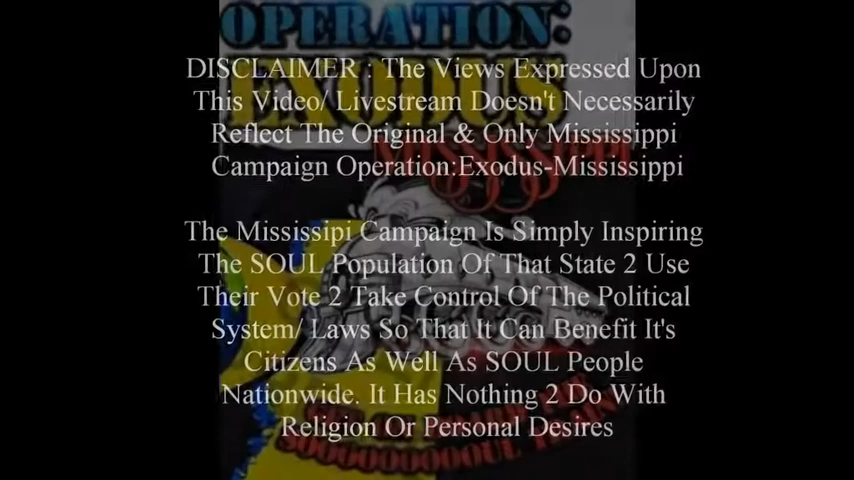 OPERATION:
EXODUS
DISCLAIMER : The Views Expressed Upon
This Video/ Livestream Doesn't Necessarily
Reflect The Original & Only Mississippi
Campaign Operation:Exodus-Mississippi
The Mississipi Campaign Is Simply Inspiring
The SOUL Population Of That State 2 Use
Their Vote 2 Take Control Of The Political
System/ Laws So That It Can Benefit It's
Citizens As Well As SOUL People
Nationwide. It Has Nothing 2 Do With
Religion Or Personal Desires